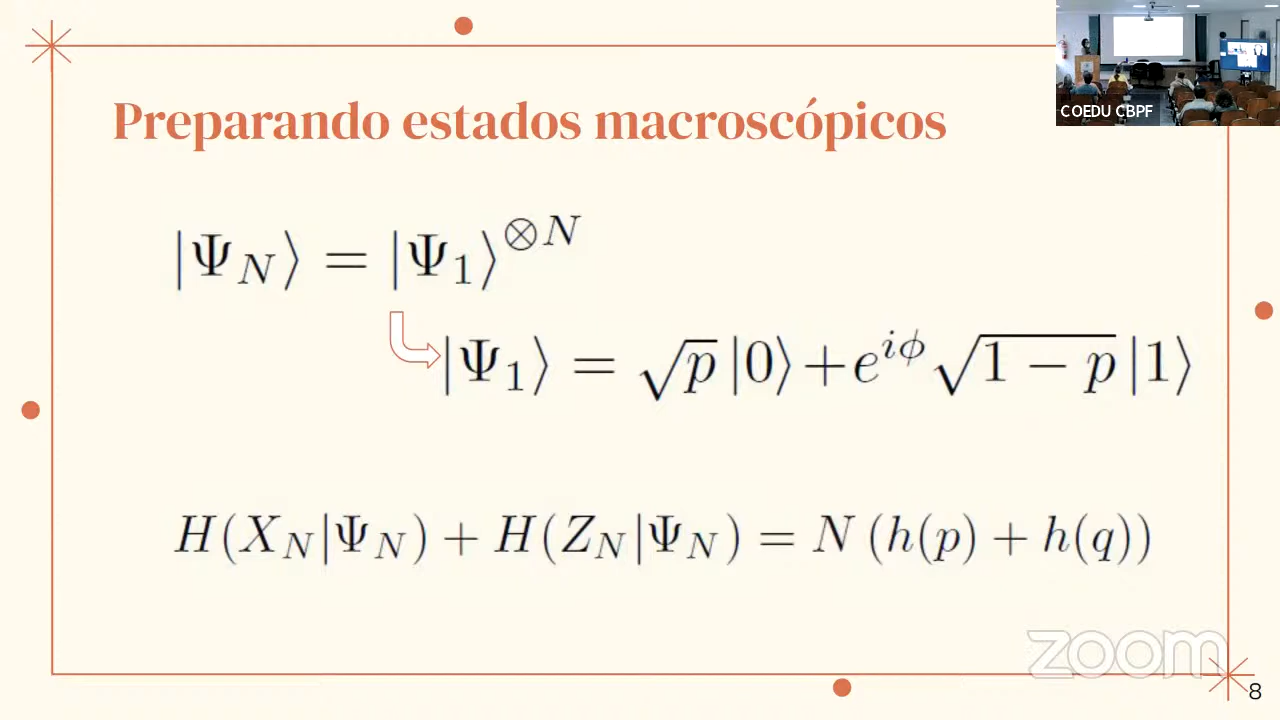 COEDU CBPF
Preparando estados macroscópicos
|Ψ_N⟩ = |Ψ_1⟩^{⊗N}
|Ψ_1⟩ = √p |0⟩ + e^{iϕ} √(1 − p) |1⟩
H(X_N|Ψ_N) + H(Z_N|Ψ_N) = N (h(p) + h(q))
zoom
8